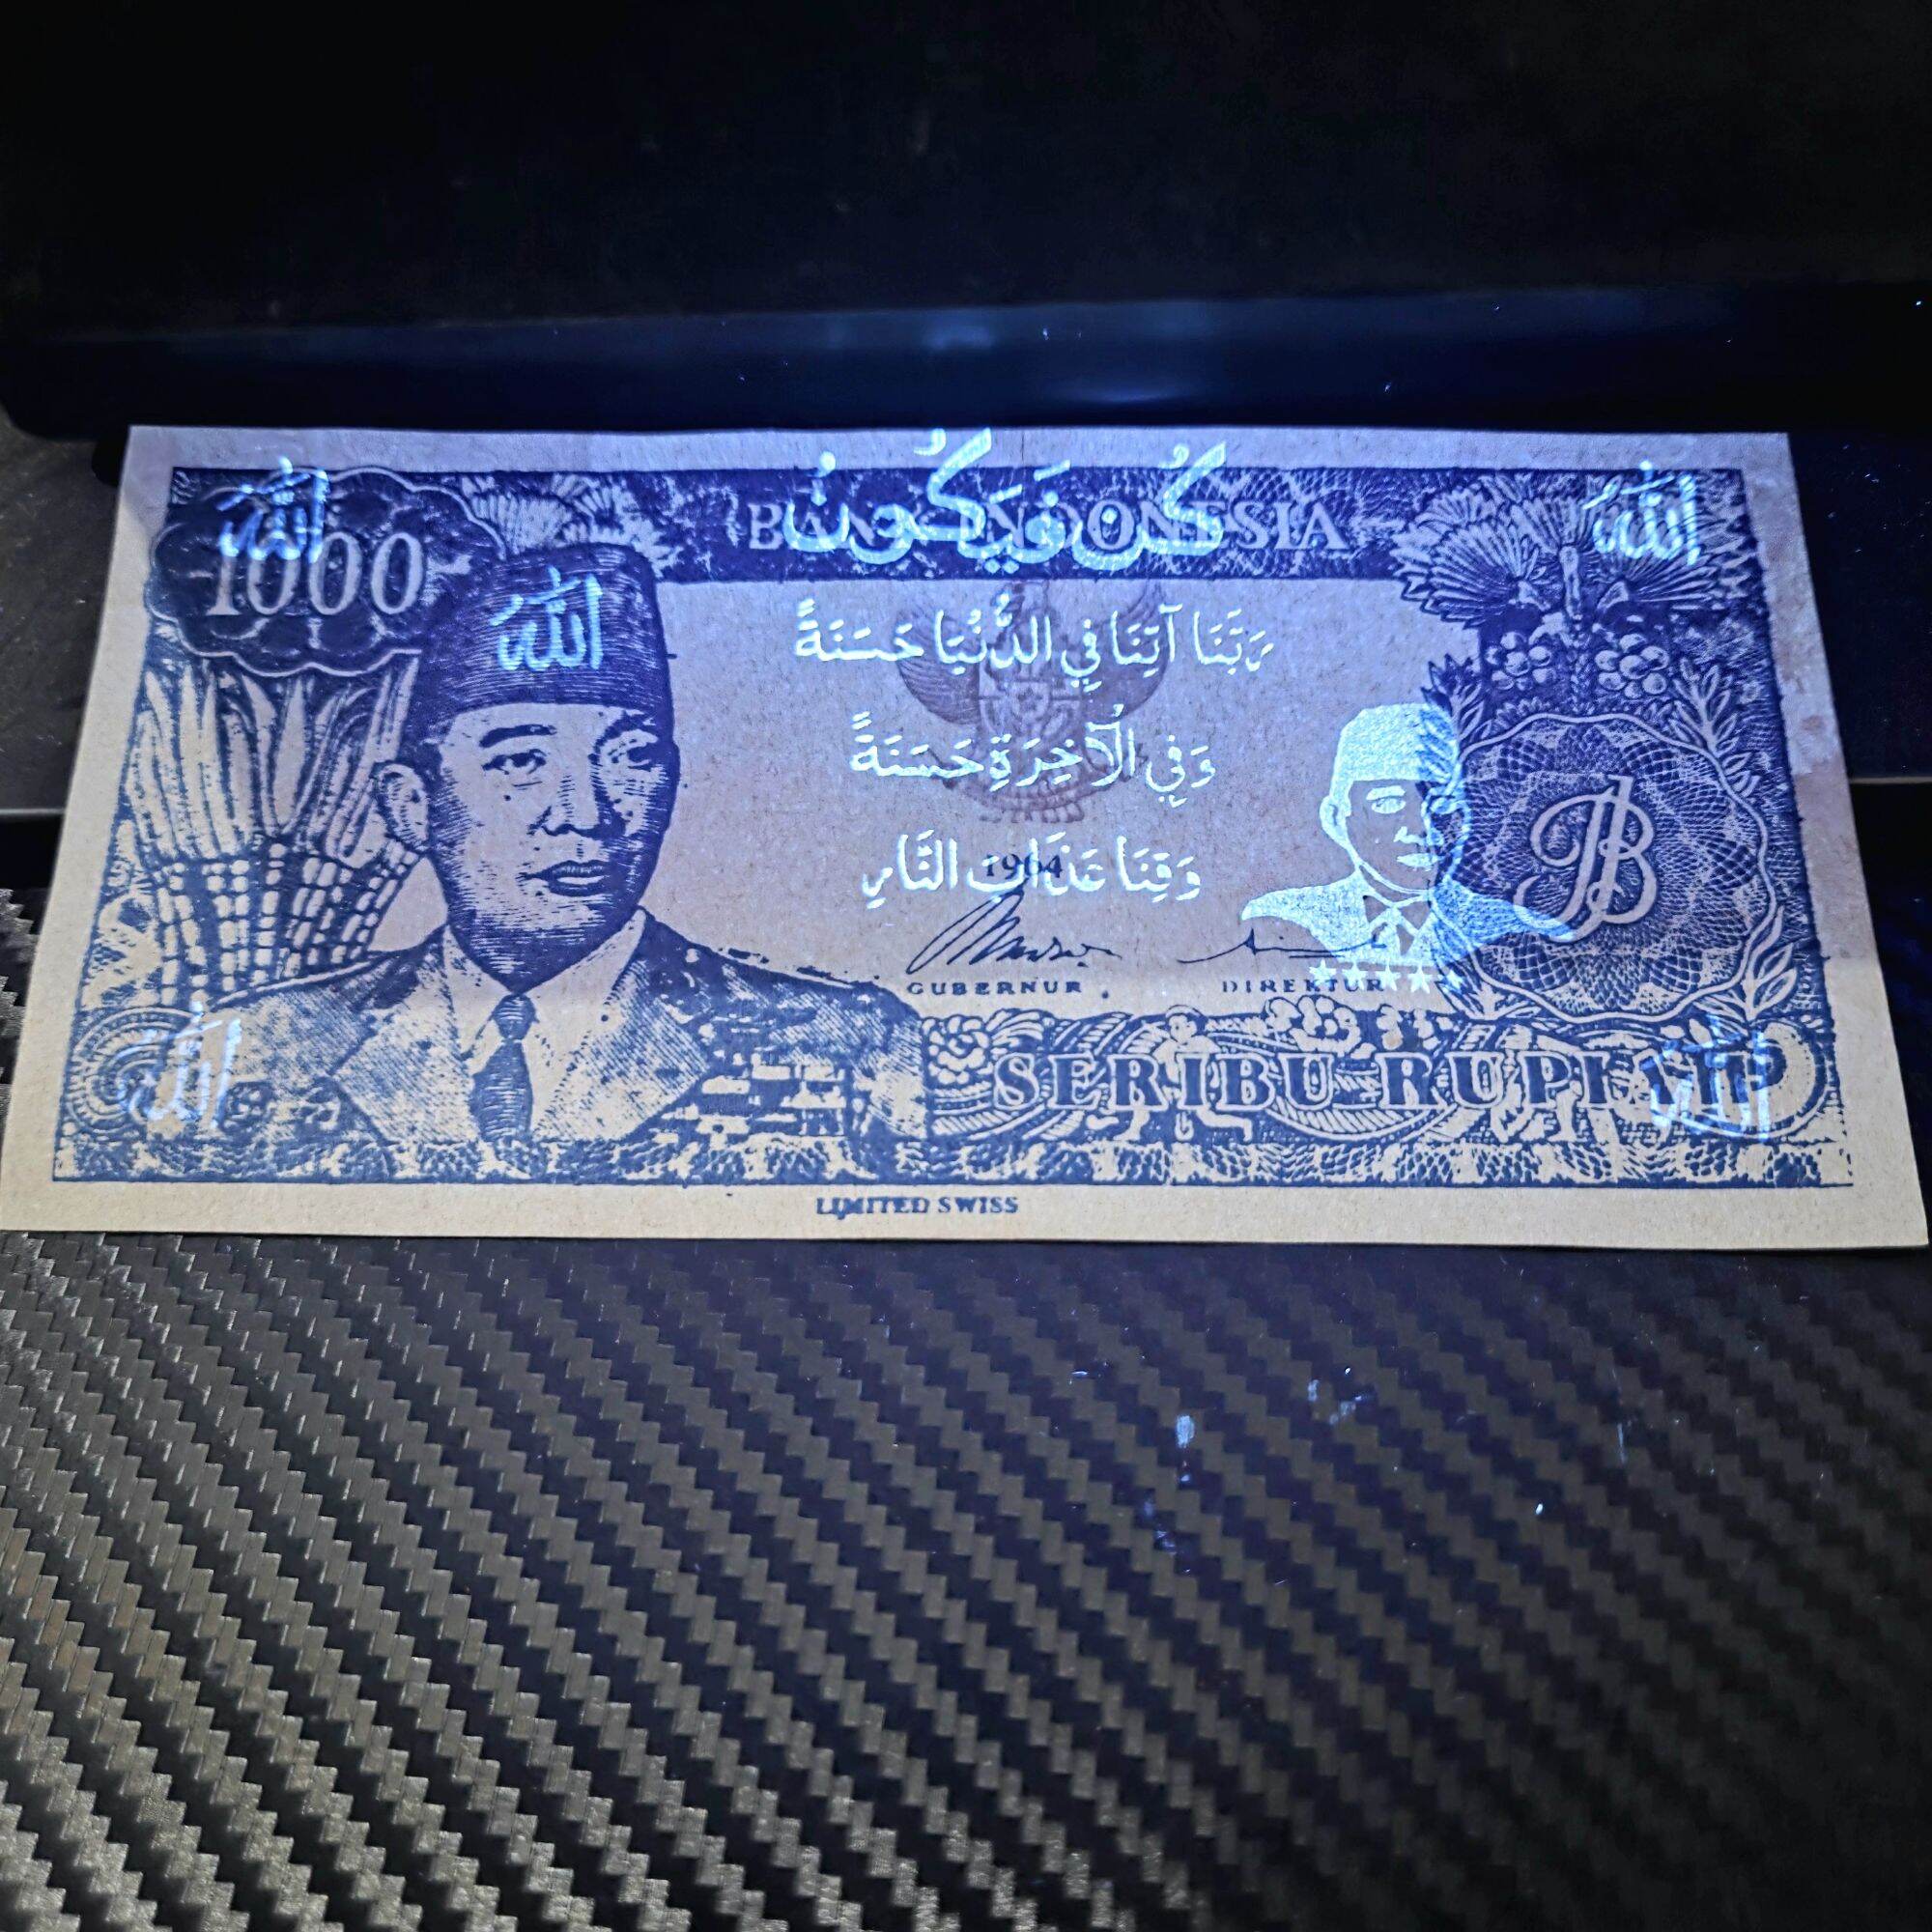 الله
كن فَيَكُونُ
الله
1000
BANK INDONESIA
الله
رَبَّنَا آتِنَا فِي الدُّنْيَا حَسَنَةً
وَفِي الْآخِرَةِ حَسَنَةً
وَقِنَا عَذَابَ النَّارِ
1964
B
GUBERNUR
DIREKTUR
الله
SERIBU RUPIAH
الله
LIMITED SWISS